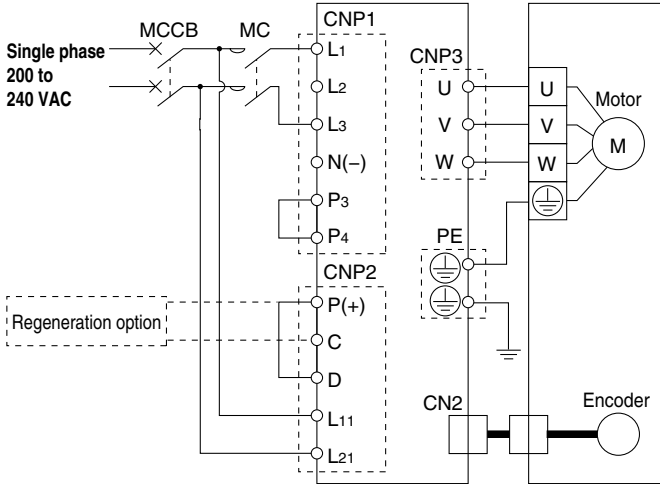 MCCB
MC
CNP1
Single phase
200 to
240 VAC
L1
L2
L3
N(−)
P3
P4
CNP3
U
V
W
U
V
W
Motor
M
PE
CNP2
Regeneration option
P(+)
C
D
L11
L21
CN2
Encoder